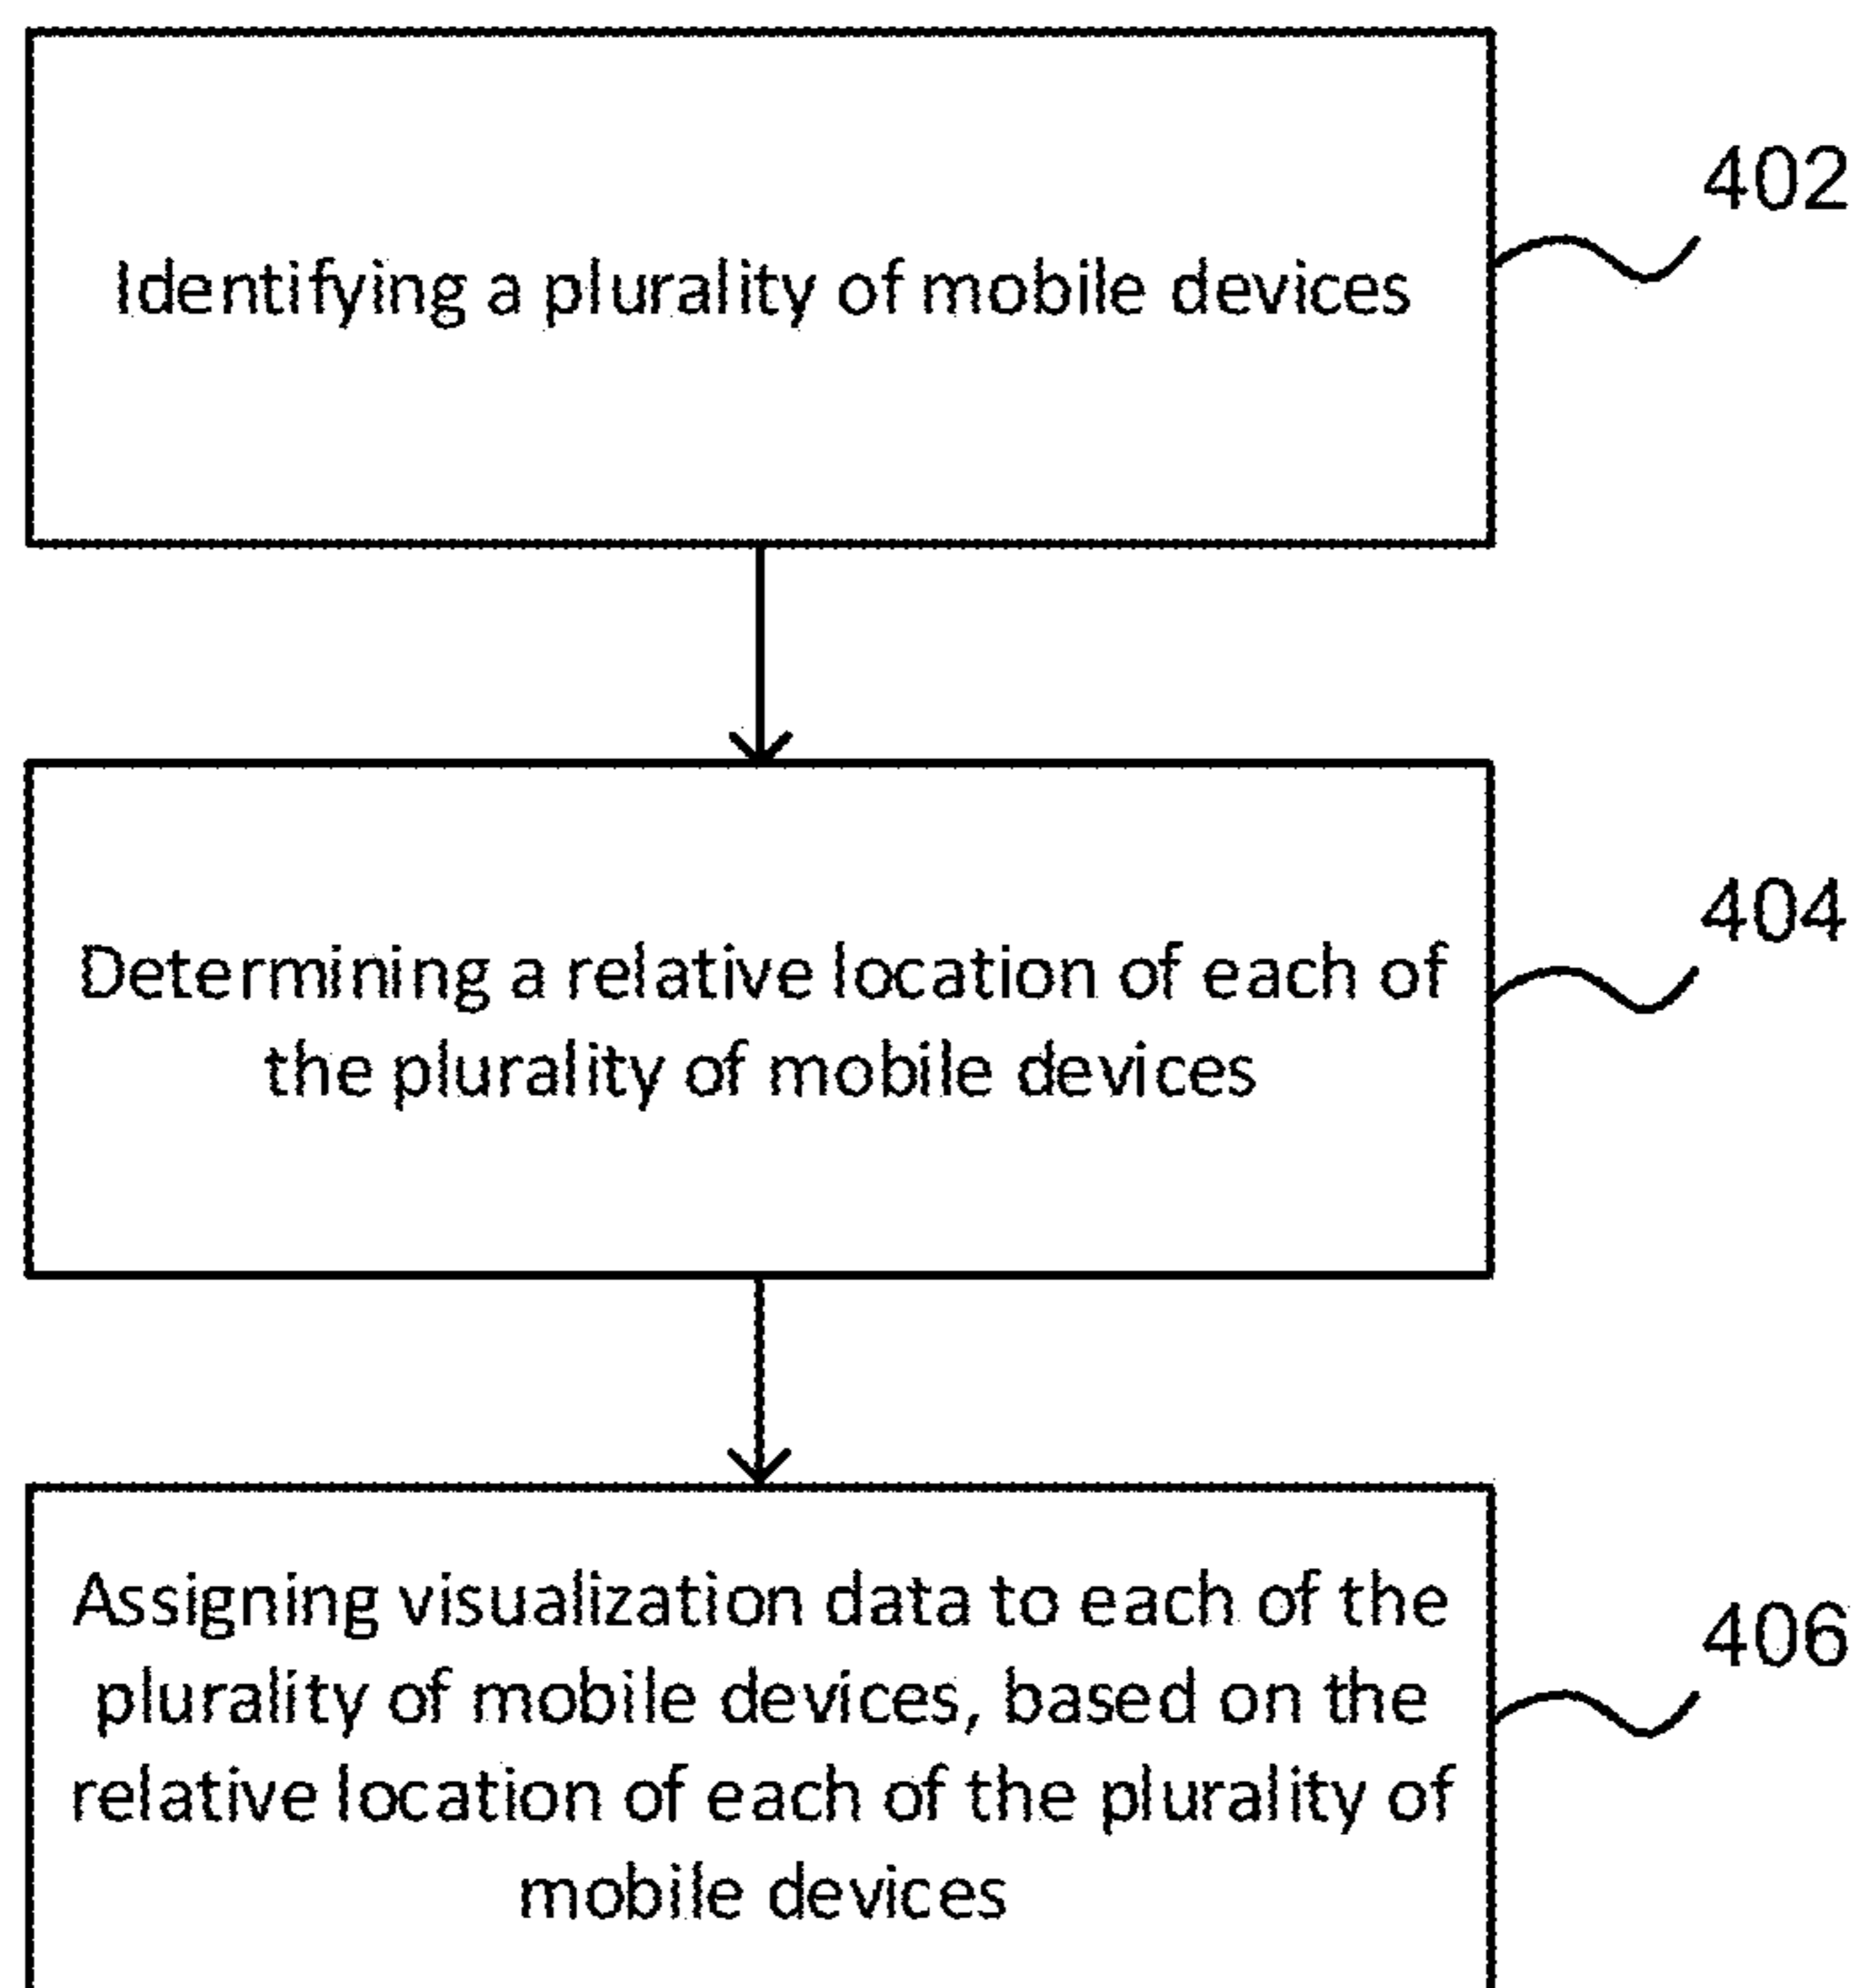 402
Identifying a plurality of mobile devices
404
Determining a relative location of each of
the plurality of mobile devices
Assigning visualization data to each of the
406
plurality of mobile devices, based on the
relative location of each of the plurality of
mobile devices